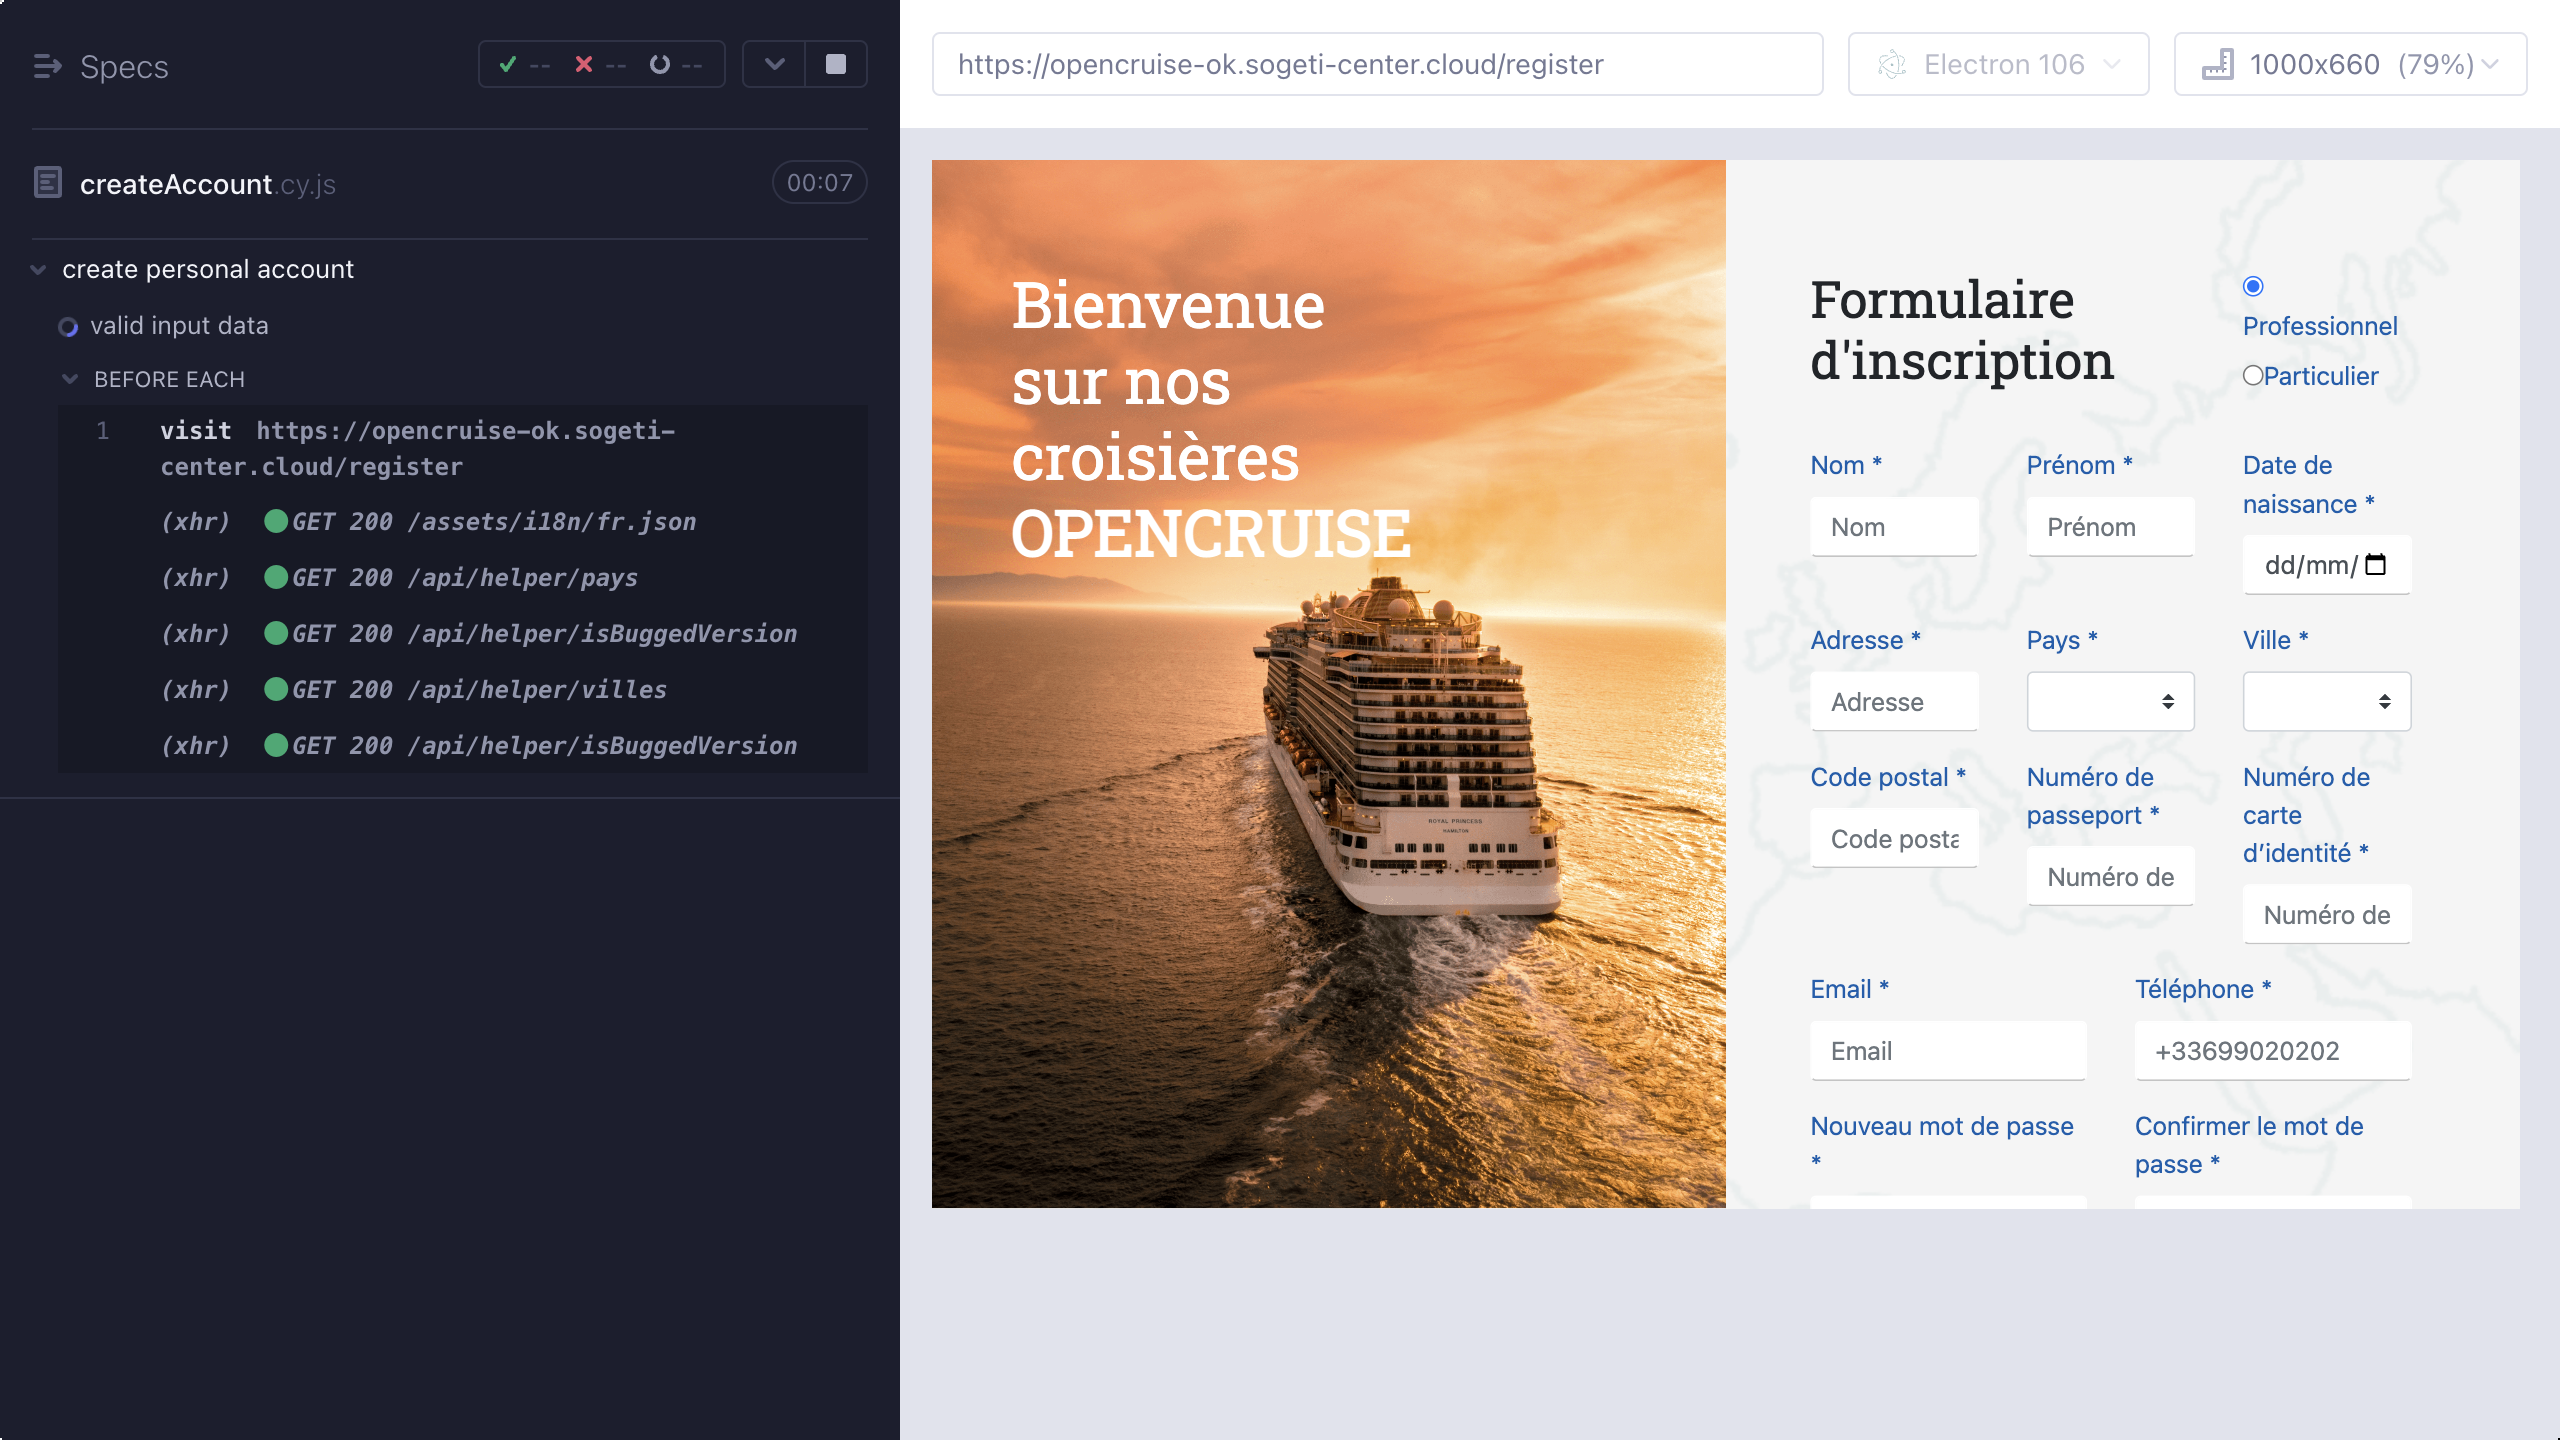 Specs
-- -- --
createAccount.cy.js
00:07
create personal account
valid input data
BEFORE EACH
1 visit https://opencruise-ok.sogeti-
center.cloud/register
(xhr) GET 200 /assets/i18n/fr.json
(xhr) GET 200 /api/helper/pays
(xhr) GET 200 /api/helper/isBuggedVersion
(xhr) GET 200 /api/helper/villes
(xhr) GET 200 /api/helper/isBuggedVersion
https://opencruise-ok.sogeti-center.cloud/register
Electron 106
1000x660 (79%)
Bienvenue
sur nos
croisières
OPENCRUISE
ROYAL PRINCESS
HAMILTON
Formulaire
d'inscription
Professionnel
Particulier
Nom *
Nom
Prénom *
Prénom
Date de
naissance *
dd/mm/
Adresse *
Adresse
Pays *
Ville *
Code postal *
Code posta
Numéro de
passeport *
Numéro de
Numéro de
carte
d’identité *
Numéro de
Email *
Email
Téléphone *
+33699020202
Nouveau mot de passe
*
Confirmer le mot de
passe *